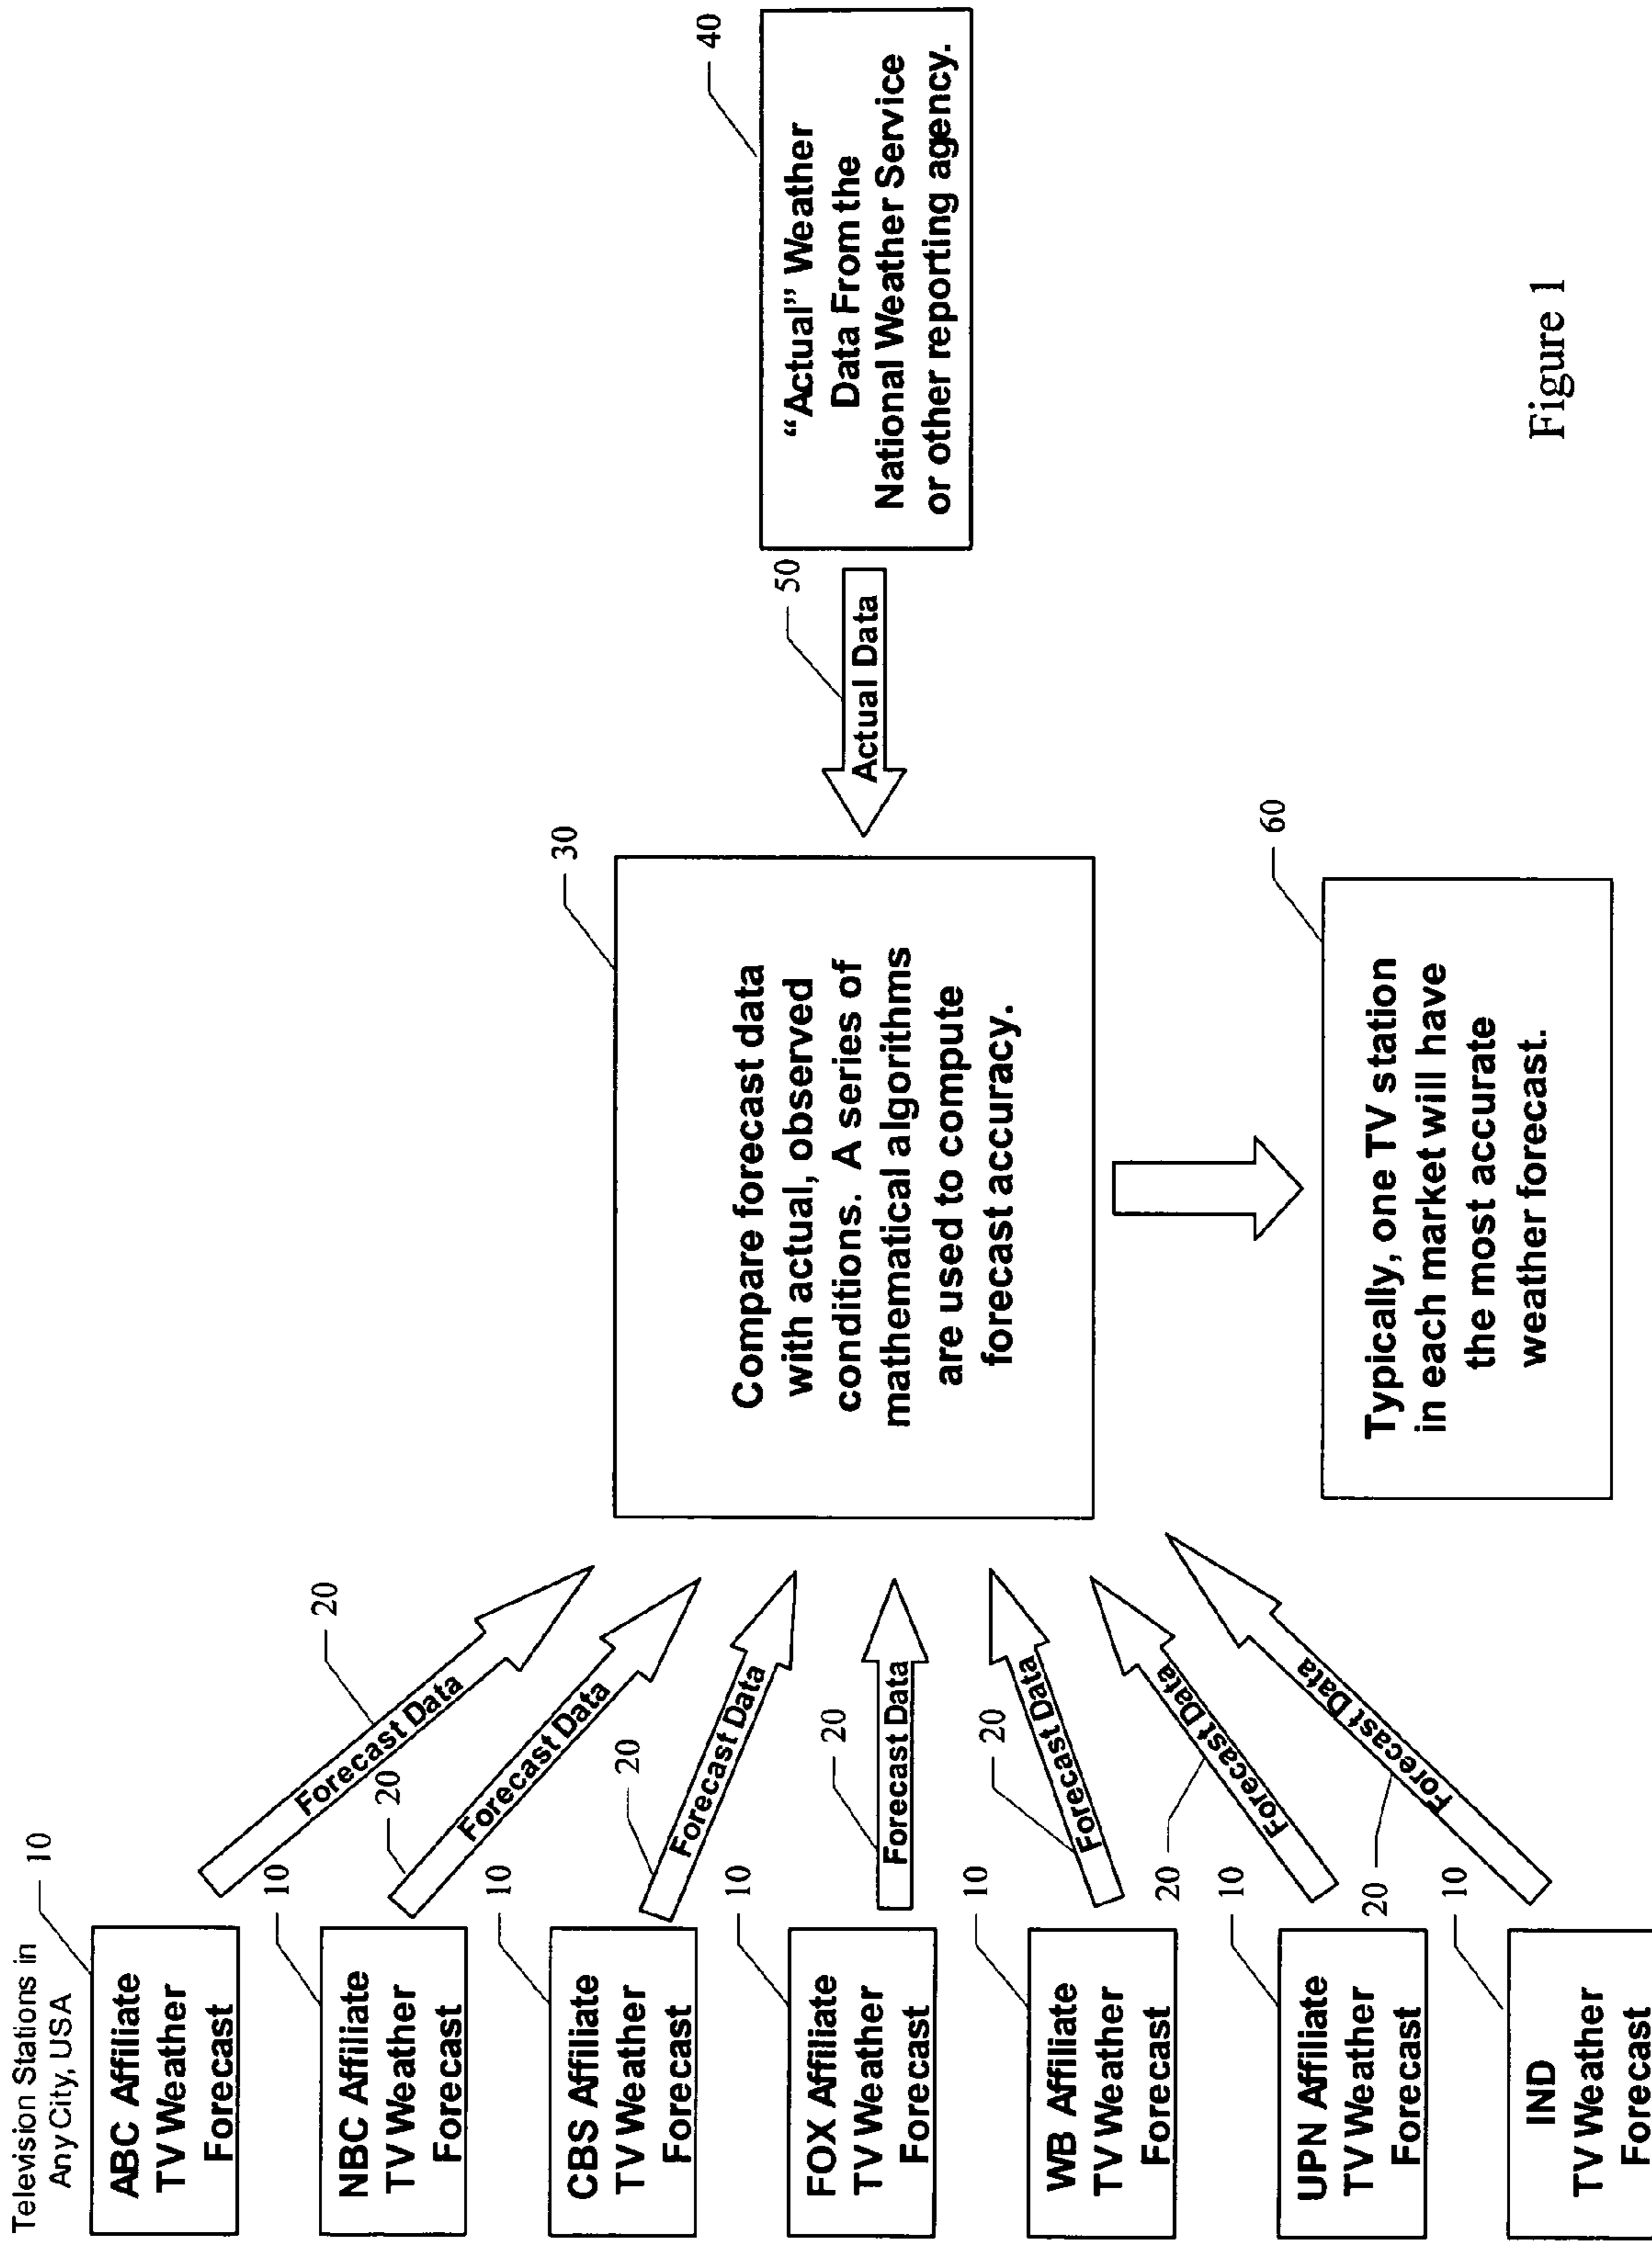 Television Stations in
Any City, USA
10
ABC Affiliate
TV Weather
Forecast
10
NBC Affiliate
TV Weather
Forecast
10
CBS Affiliate
TV Weather
Forecast
10
FOX Affiliate
TV Weather
Forecast
10
WB Affiliate
TV Weather
Forecast
10
UPN Affiliate
TV Weather
Forecast
10
IND
TV Weather
Forecast
20
Forecast Data
20
Forecast Data
20
Forecast Data
20
Forecast Data
20
Forecast Data
20
Forecast Data
20
Forecast Data
30
Compare forecast data
with actual, observed
conditions. A series of
mathematical algorithms
are used to compute
forecast accuracy.
50
Actual Data
40
“Actual” Weather
Data From the
National Weather Service
or other reporting agency.
60
Typically, one TV station
in each market will have
the most accurate
weather forecast.
Figure 1